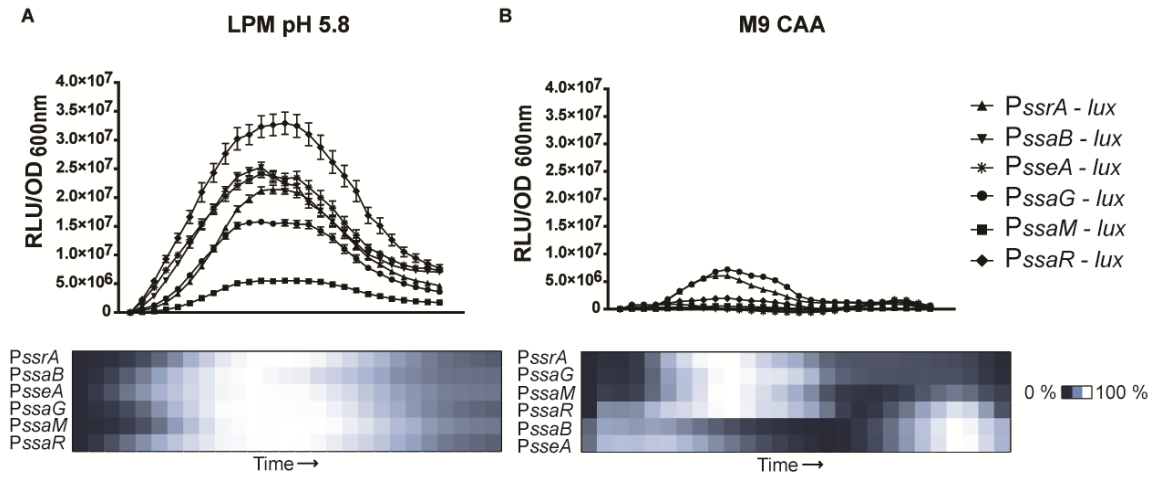 A
LPM pH 5.8
RLU/OD 600nm
4.0×10⁷
3.5×10⁷
3.0×10⁷
2.5×10⁷
2.0×10⁷
1.5×10⁷
1.0×10⁷
5.0×10⁶
0
PssrA
PssaB
PsseA
PssaG
PssaM
PssaR
Time→
B
M9 CAA
RLU/OD 600nm
4.0×10⁷
3.5×10⁷
3.0×10⁷
2.5×10⁷
2.0×10⁷
1.5×10⁷
1.0×10⁷
5.0×10⁶
0
PssrA - lux
PssaB - lux
PsseA - lux
PssaG - lux
PssaM - lux
PssaR - lux
PssrA
PssaG
PssaM
PssaR
PssaB
PsseA
Time→
0 % 100 %